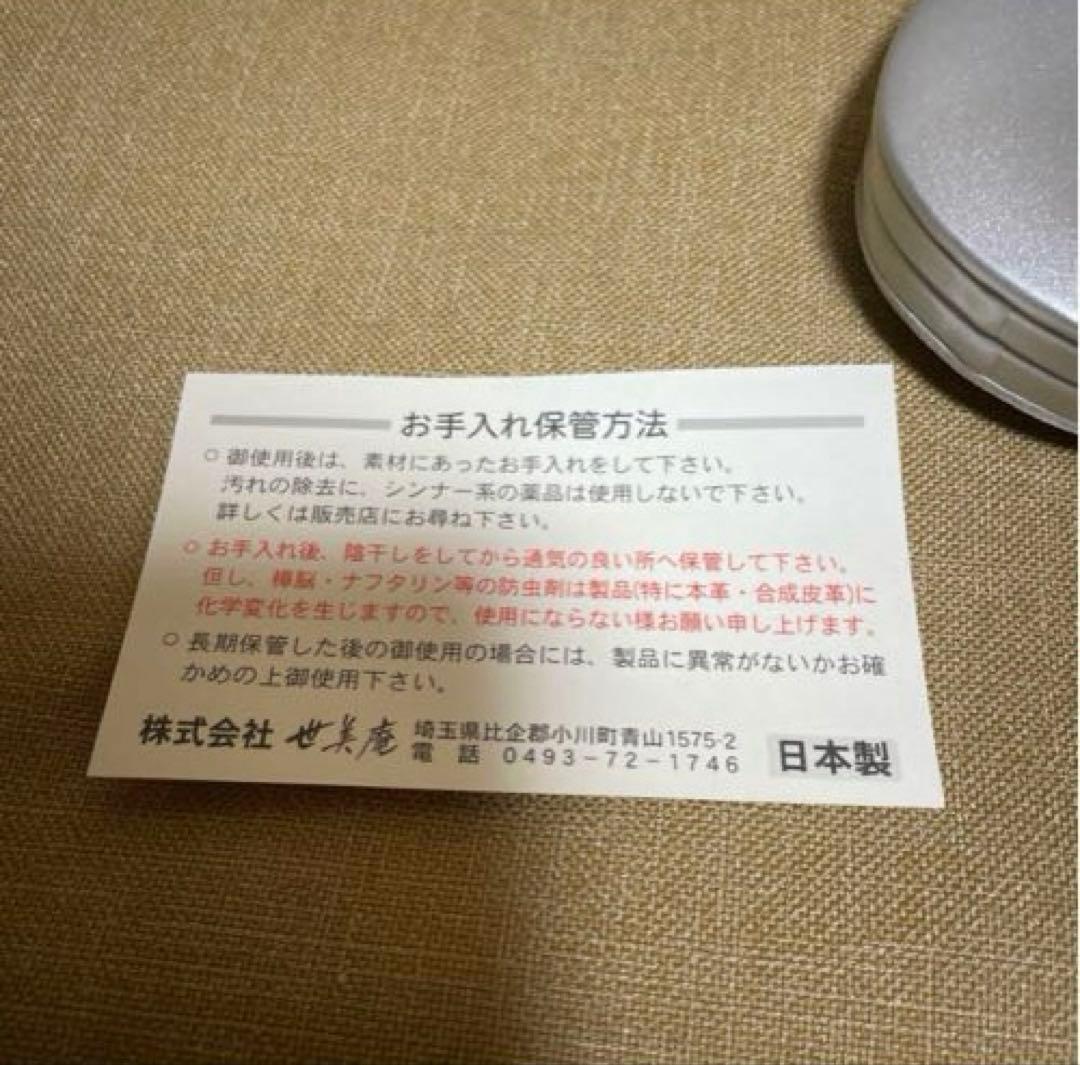 お手入れ保管方法
○ 御使用後は、素材にあったお手入れをして下さい。
汚れの除去に、シンナー系の薬品は使用しないで下さい。
詳しくは販売店にお尋ね下さい。
○ お手入れ後、陰干しをしてから通気の良い所へ保管して下さい。
但し、樟脳・ナフタリン等の防虫剤は製品(特に本革・合成皮革)に
化学変化を生じますので、使用にならない様お願い申し上げます。
○ 長期保管した後の御使用の場合には、製品に異常がないかお確
かめの上御使用下さい。
株式会社 世美庵 埼玉県比企郡小川町青山1575-2
電話 0493-72-1746
日本製